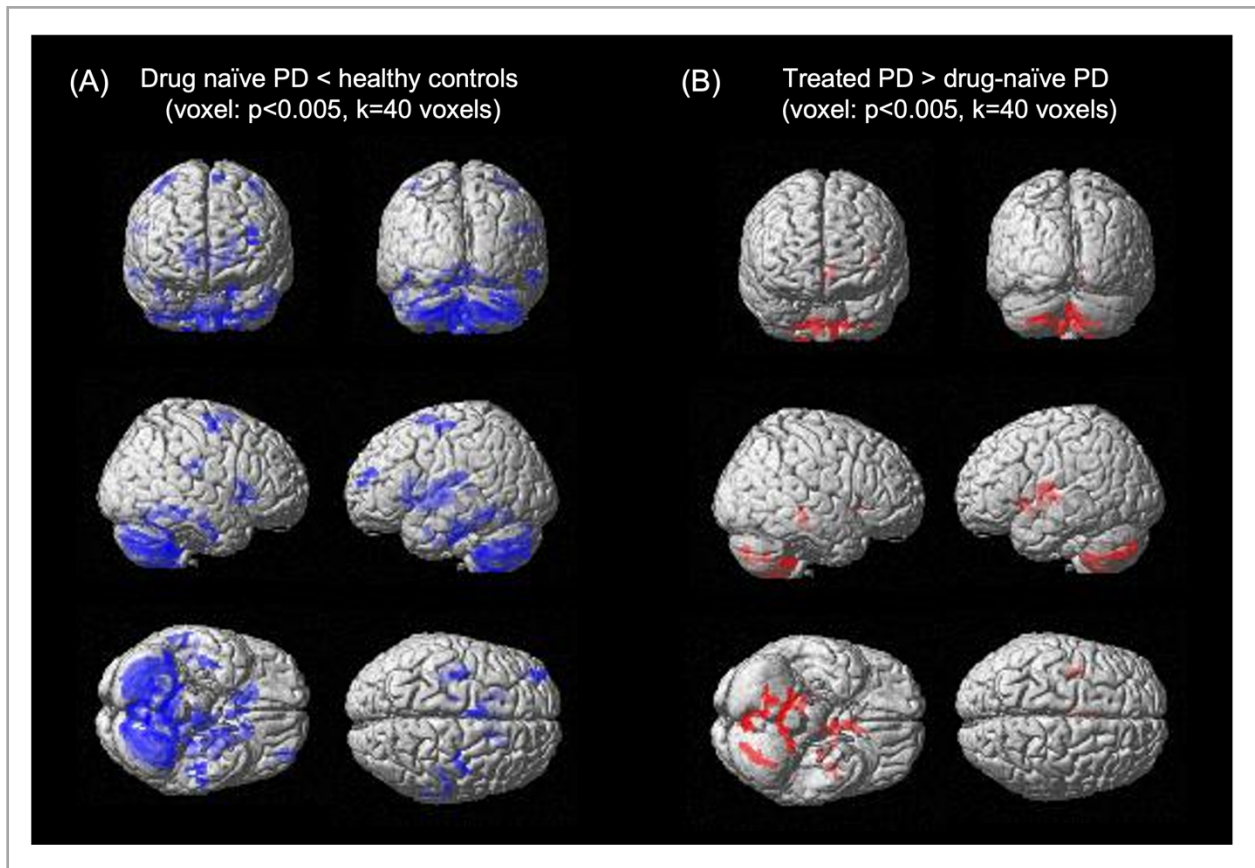 (A) Drug naïve PD < healthy controls
(voxel: p<0.005, k=40 voxels)
(B) Treated PD > drug-naïve PD
(voxel: p<0.005, k=40 voxels)